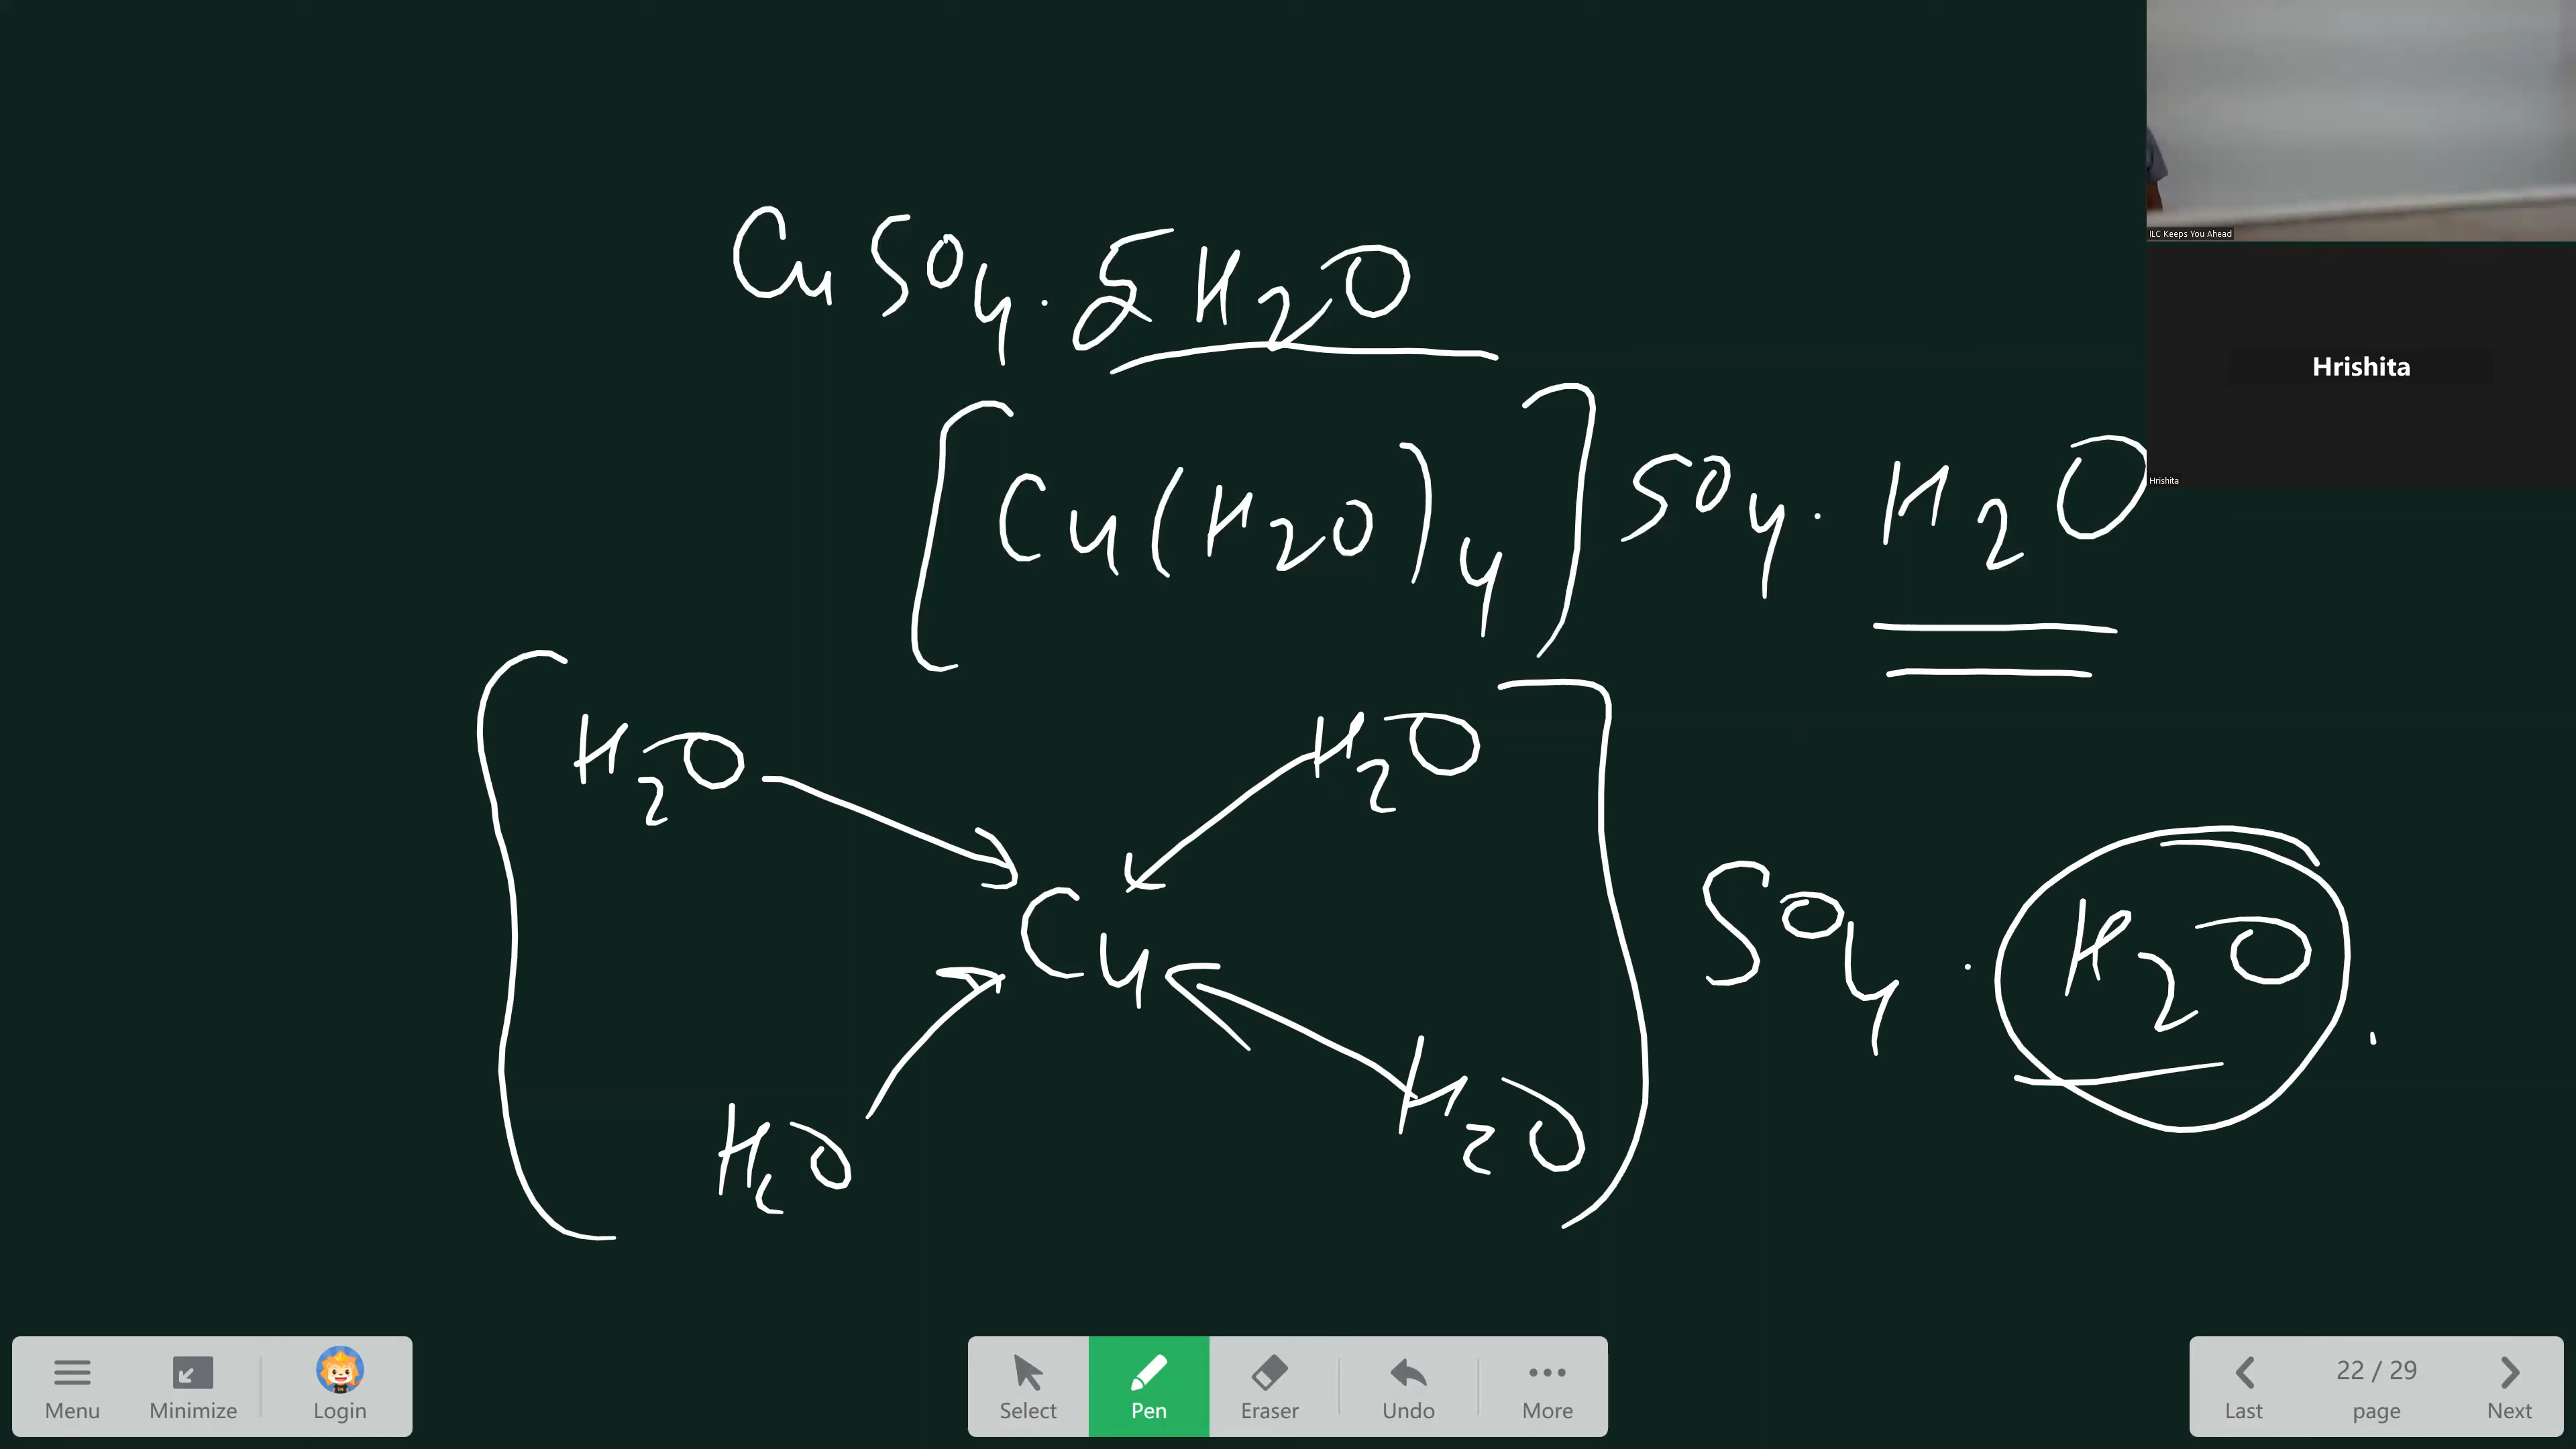 CuSO4.5H2O
ILC Keeps You Ahead
Hrishita
Hrishita
[Cu(H2O)4]SO4.H2O
H2O H2O
Cu SO4 . H2O.
H2O H2O
Menu Minimize Login
Select Pen Eraser Undo More
Last 22 / 29 page Next